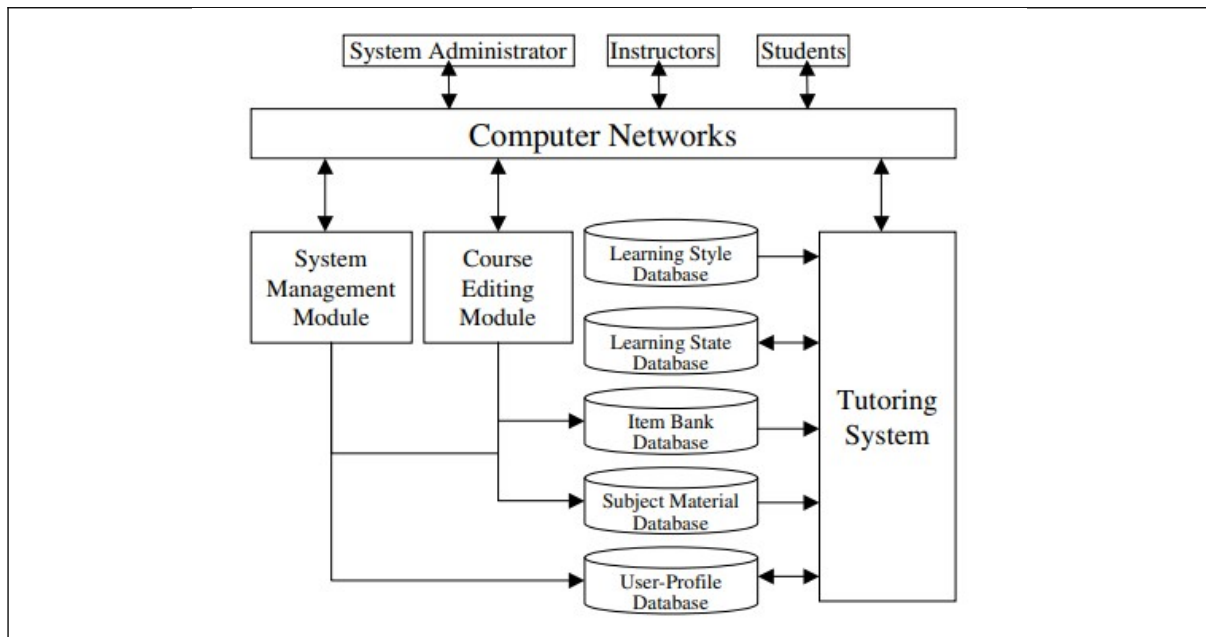 System Administrator
Instructors
Students
Computer Networks
System
Management
Module
Course
Editing
Module
Learning Style
Database
Learning State
Database
Item Bank
Database
Subject Material
Database
User-Profile
Database
Tutoring
System